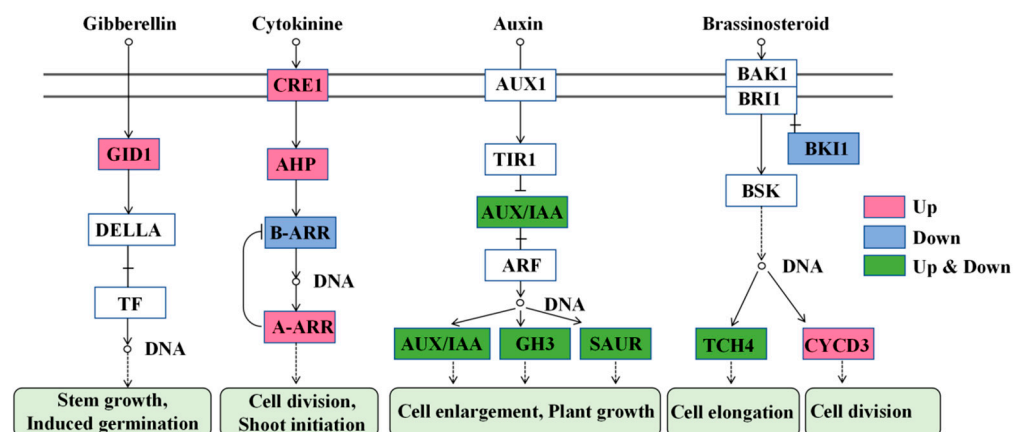 Gibberellin
Cytokinine
Auxin
Brassinosteroid
CRE1
AUX1
BAK1
BRI1
GID1
AHP
TIR1
BKI1
DELLA
B-ARR
AUX/IAA
BSK
Up
Down
Up & Down
TF
DNA
ARF
DNA
DNA
A-ARR
DNA
AUX/IAA
GH3
SAUR
TCH4
CYCD3
Stem growth,
Induced germination
Cell division,
Shoot initiation
Cell enlargement, Plant growth
Cell elongation
Cell division